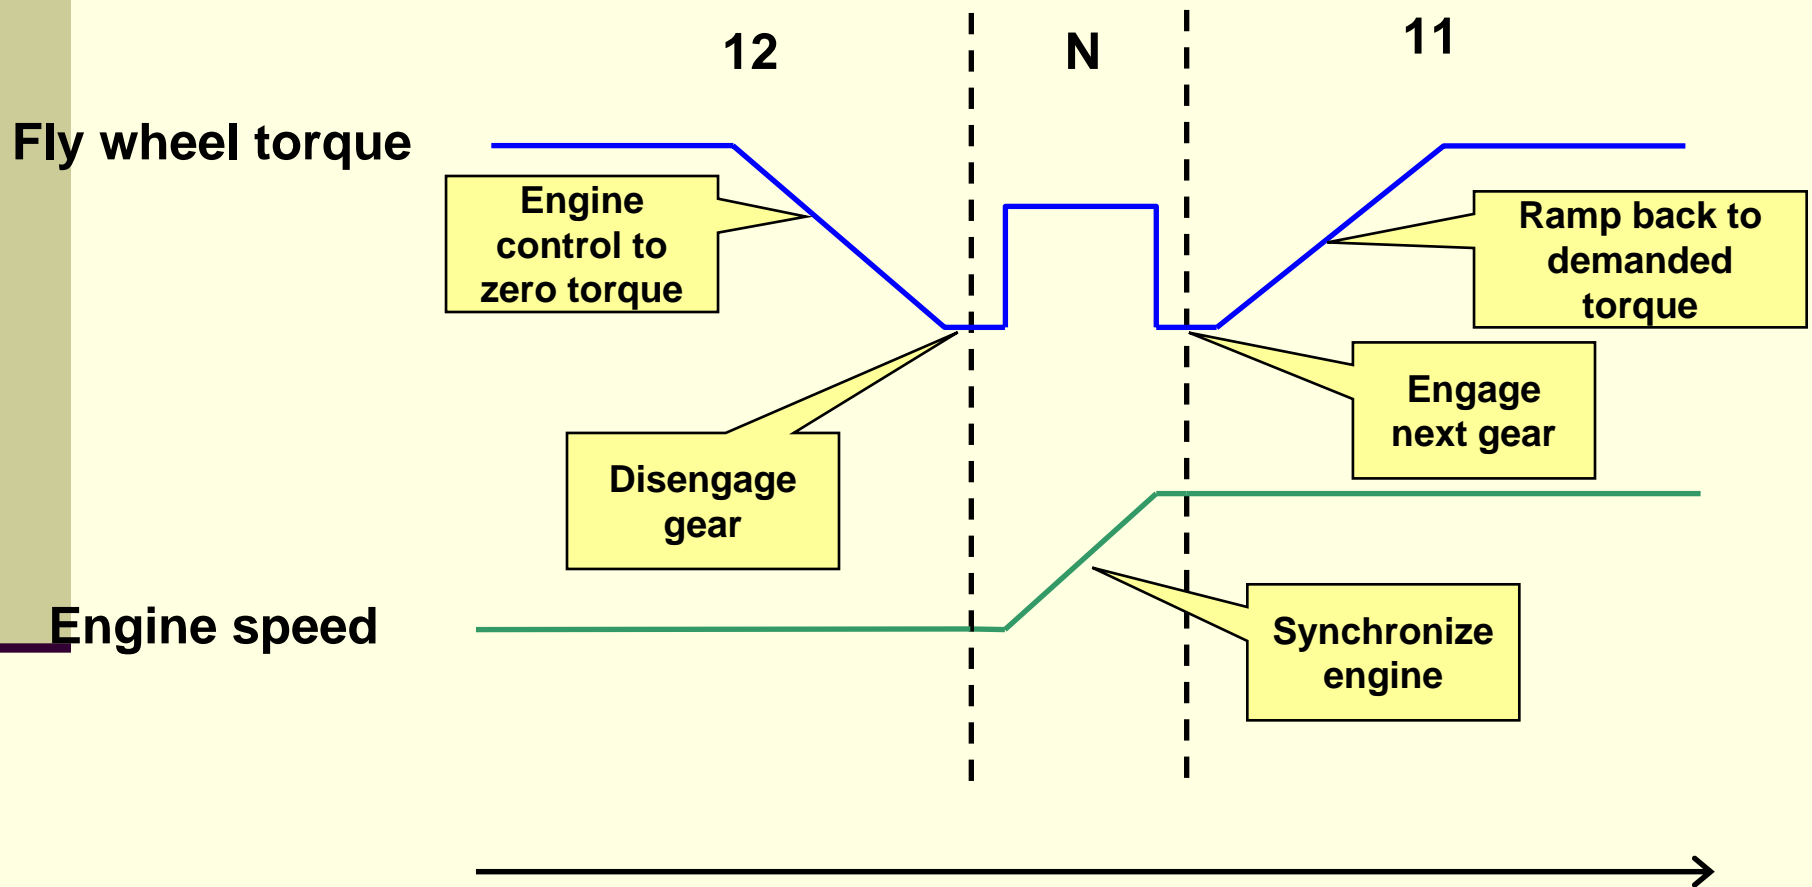 12
N
11
Fly wheel torque
Engine
control to
zero torque
Ramp back to
demanded
torque
Engage
next gear
Disengage
gear
Engine speed
Synchronize
engine